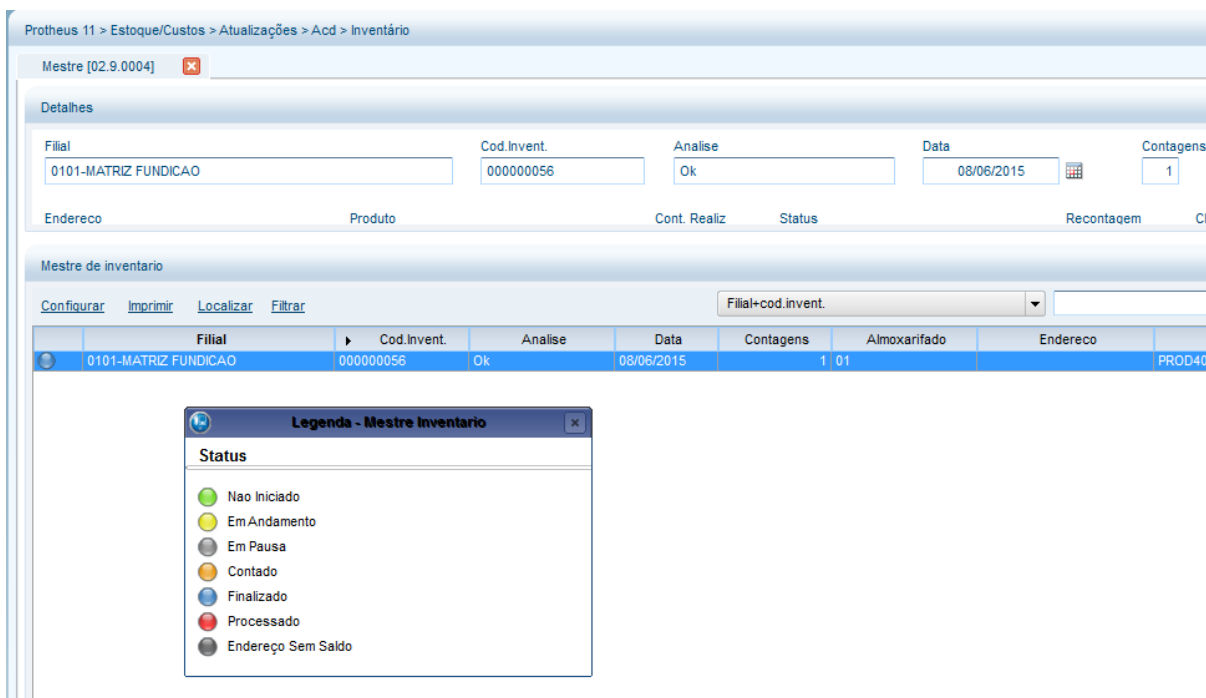 Protheus 11 > Estoque/Custos > Atualizações > Acd > Inventário
Mestre [02.9.0004]
Detalhes
Filial Cod.Invent. Analise Data Contagens
0101-MATRIZ FUNDICAO 000000056 Ok 08/06/2015 1
Endereco Produto Cont. Realiz Status Recontagem
Mestre de inventario
Configurar Imprimir Localizar Filtrar Filial+cod.invent.
Filial Cod.Invent. Analise Data Contagens Almoxarifado Endereco
0101-MATRIZ FUNDICAO 000000056 Ok 08/06/2015 1 01 PROD40
Legenda - Mestre Inventario
Status
Nao Iniciado
Em Andamento
Em Pausa
Contado
Finalizado
Processado
Endereço Sem Saldo